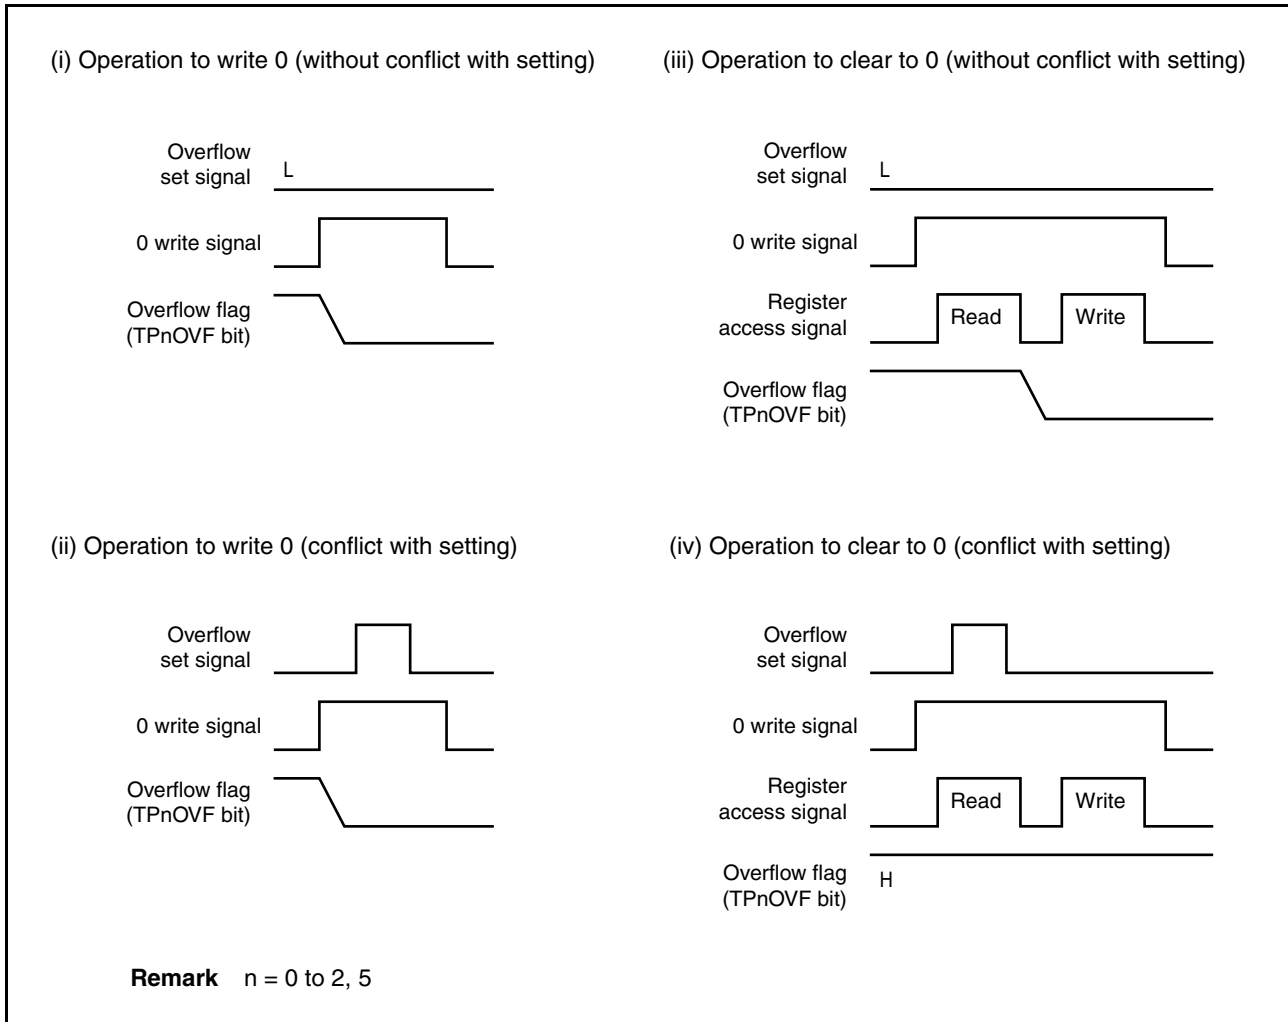 (i) Operation to write 0 (without conflict with setting)
Overflow
set signal
L
0 write signal
Overflow flag
(TPnOVF bit)
(iii) Operation to clear to 0 (without conflict with setting)
Overflow
set signal
L
0 write signal
Register
access signal
Read
Write
Overflow flag
(TPnOVF bit)
(ii) Operation to write 0 (conflict with setting)
Overflow
set signal
0 write signal
Overflow flag
(TPnOVF bit)
(iv) Operation to clear to 0 (conflict with setting)
Overflow
set signal
0 write signal
Register
access signal
Read
Write
Overflow flag
(TPnOVF bit)
H
Remark n = 0 to 2, 5